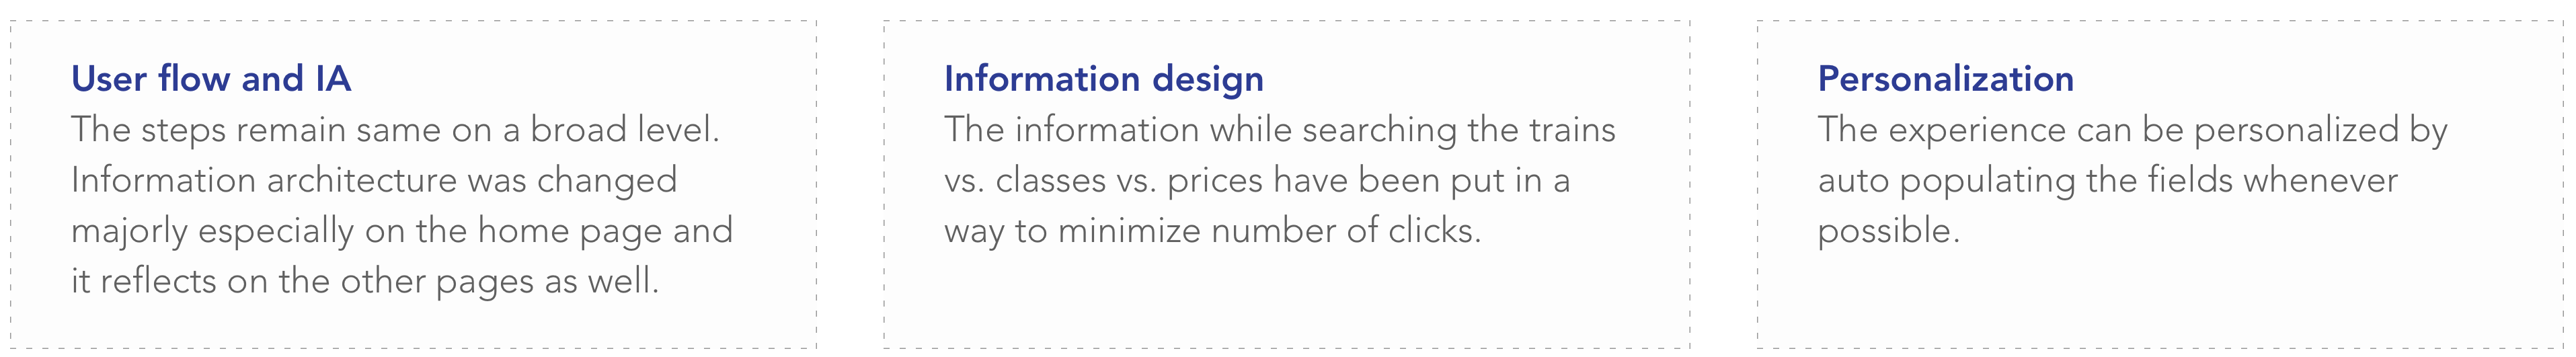 User flow and IA
The steps remain same on a broad level.
Information architecture was changed
majorly especially on the home page and
it reflects on the other pages as well.
Information design
The information while searching the trains
vs. classes vs. prices have been put in a
way to minimize number of clicks.
Personalization
The experience can be personalized by
auto populating the fields whenever
possible.